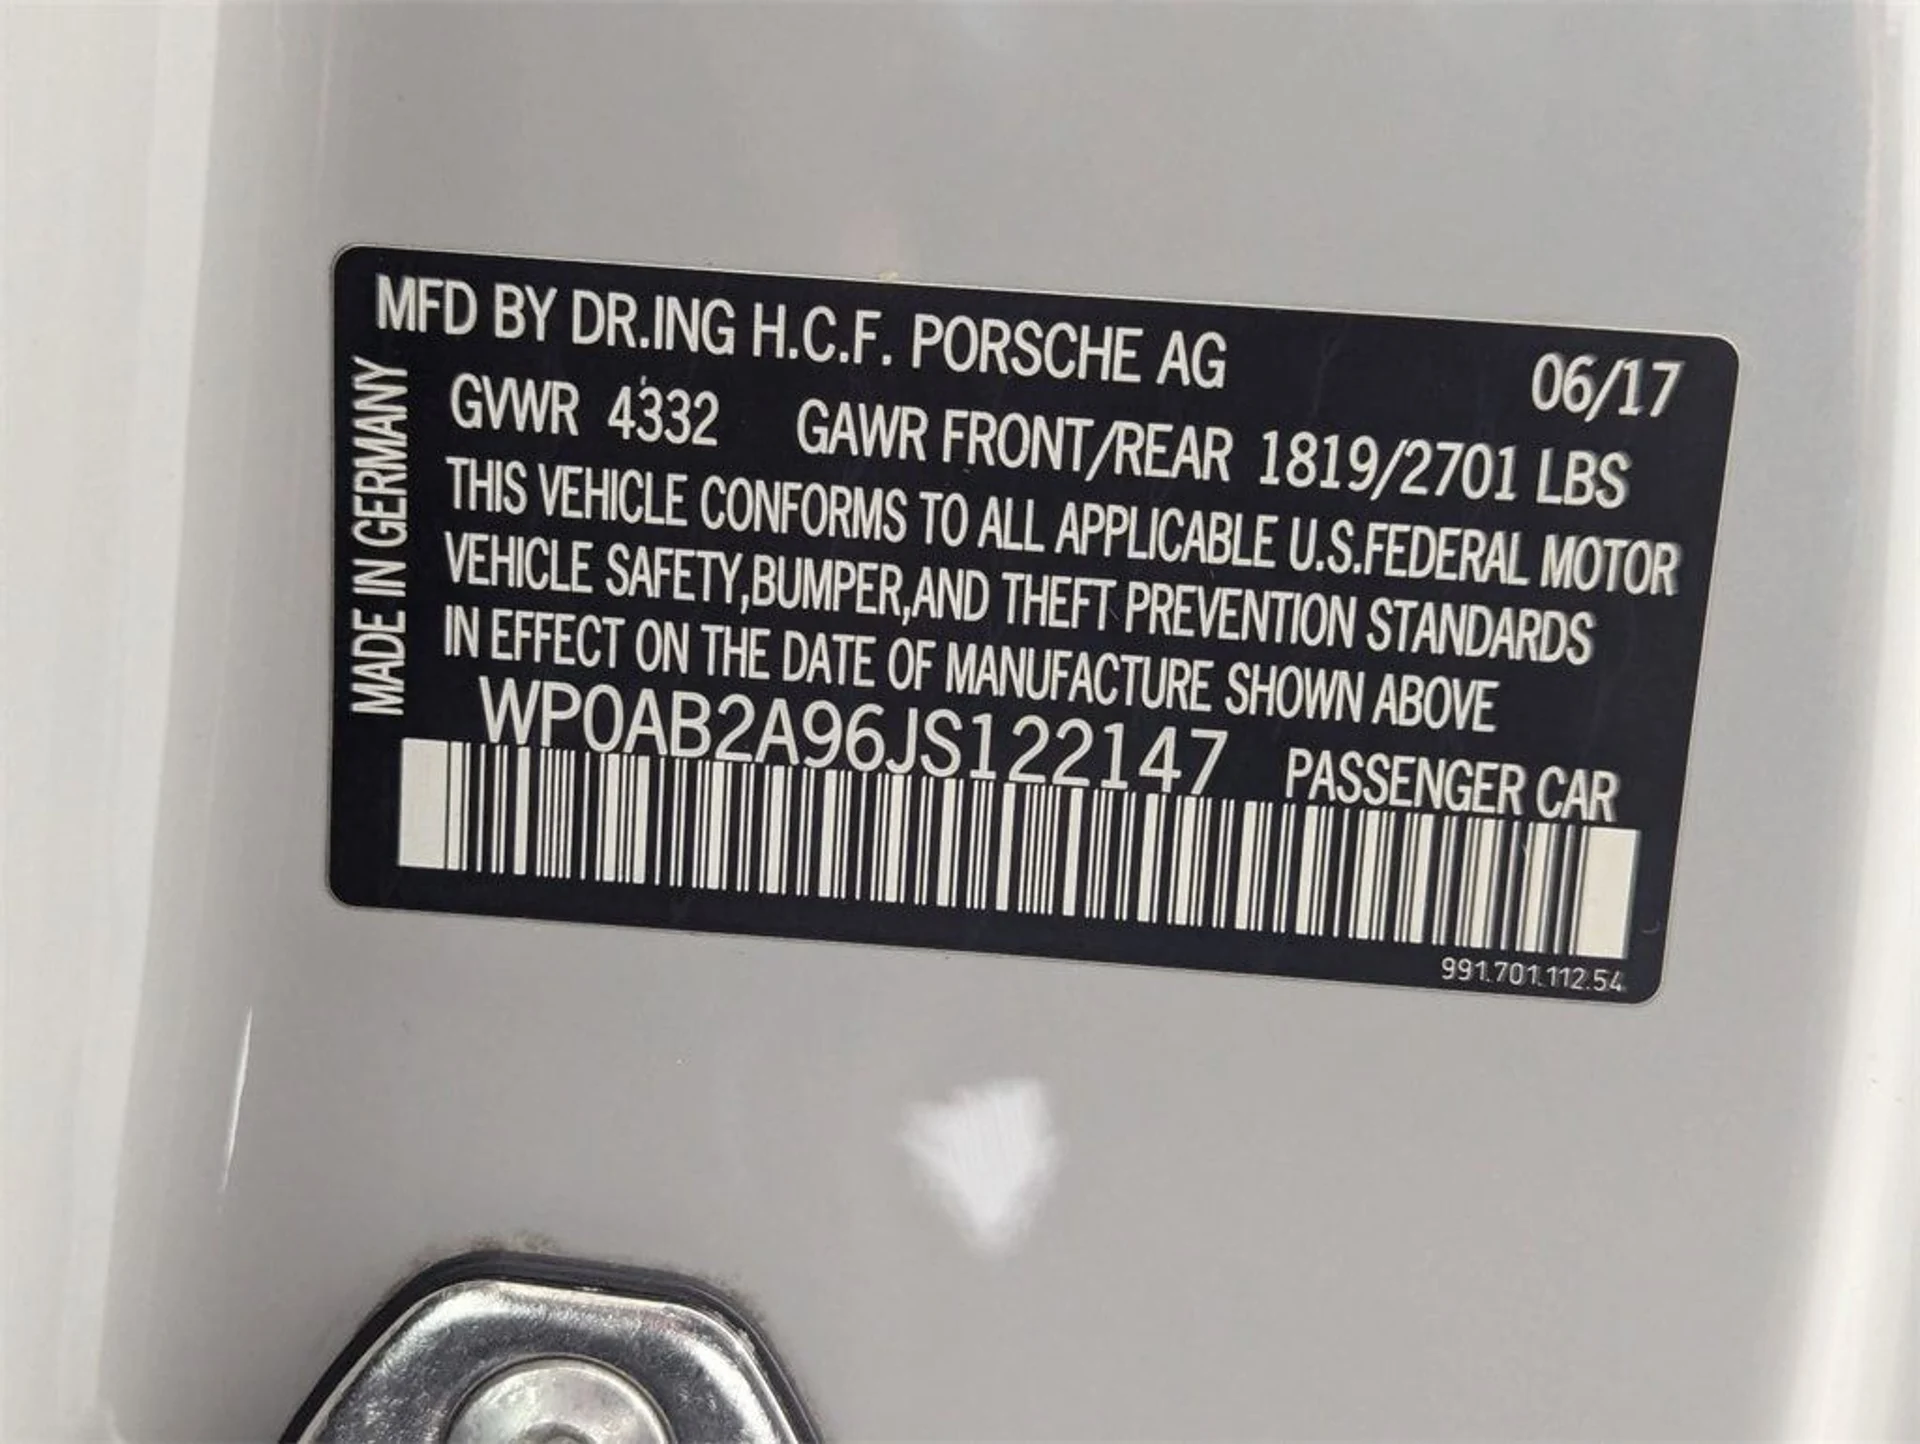 MFD BY DR.ING H.C.F. PORSCHE AG 06/17
GVWR 4332 GAWR FRONT/REAR 1819/2701 LBS
THIS VEHICLE CONFORMS TO ALL APPLICABLE U.S.FEDERAL MOTOR
VEHICLE SAFETY,BUMPER,AND THEFT PREVENTION STANDARDS
IN EFFECT ON THE DATE OF MANUFACTURE SHOWN ABOVE
WP0AB2A96JS122147 PASSENGER CAR
991.701.112.54
MADE IN GERMANY